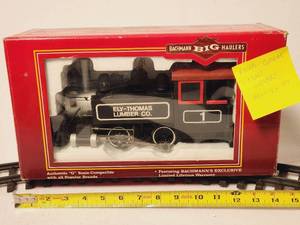 BACHMANN BIG HAULERS
ELY-THOMAS
LUMBER CO.
1
Authentic "G" Scale-Compatible
with all Popular Brands
• Featuring BACHMANN'S EXCLUSIVE
Limited Lifetime Warranty
1 2 3 4 5 6 7 8 9 10 11 12 13 14 15